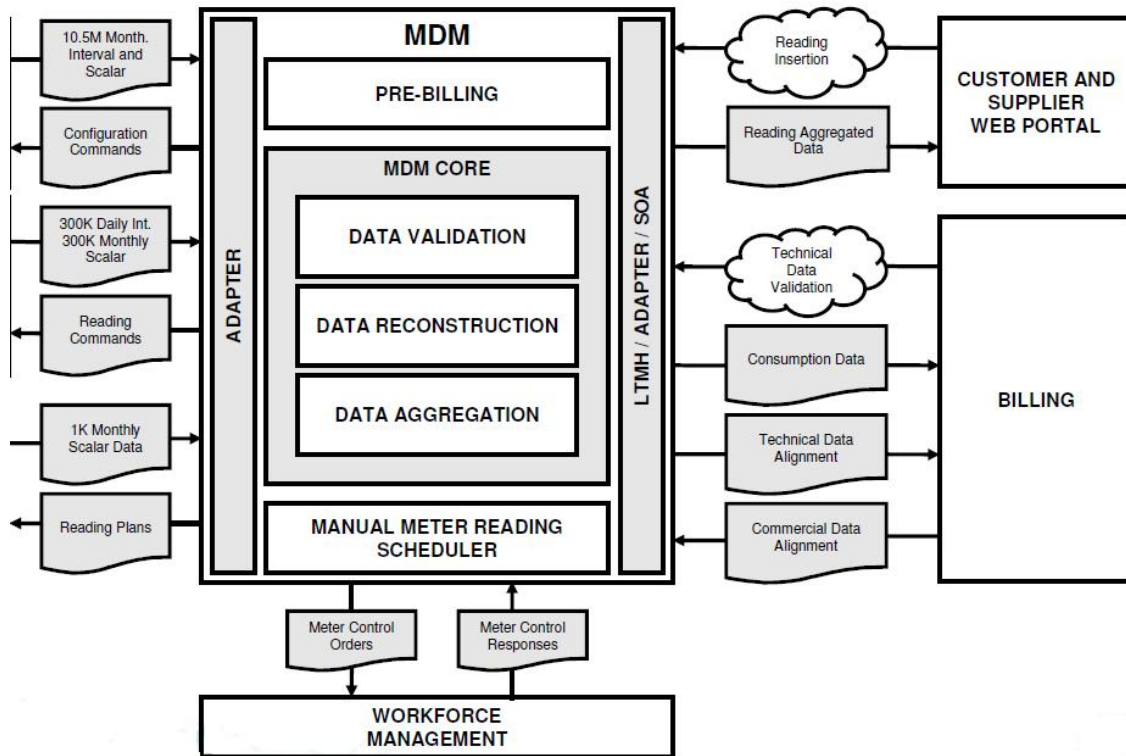 10.5M Month.
Interval and
Scalar
Configuration
Commands
300K Daily Int.
300K Monthly
Scalar
Reading
Commands
1K Monthly
Scalar Data
Reading Plans
ADAPTER
MDM
PRE-BILLING
MDM CORE
DATA VALIDATION
DATA RECONSTRUCTION
DATA AGGREGATION
MANUAL METER READING
SCHEDULER
LTMH / ADAPTER / SOA
Reading
Insertion
Reading Aggregated
Data
Technical
Data
Validation
Consumption Data
Technical Data
Alignment
Commercial Data
Alignment
CUSTOMER AND
SUPPLIER
WEB PORTAL
BILLING
Meter Control
Orders
Meter Control
Responses
WORKFORCE
MANAGEMENT